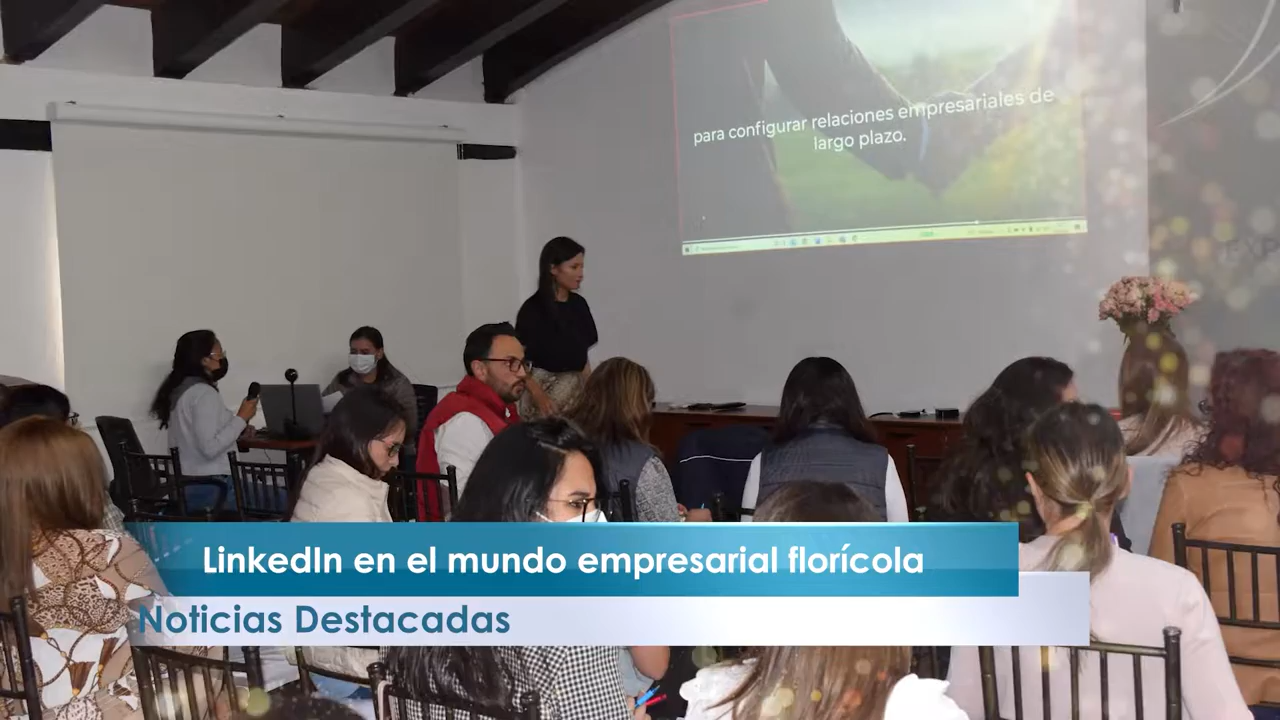 para configurar relaciones empresariales de
largo plazo.
LinkedIn en el mundo empresarial florícola
Noticias Destacadas